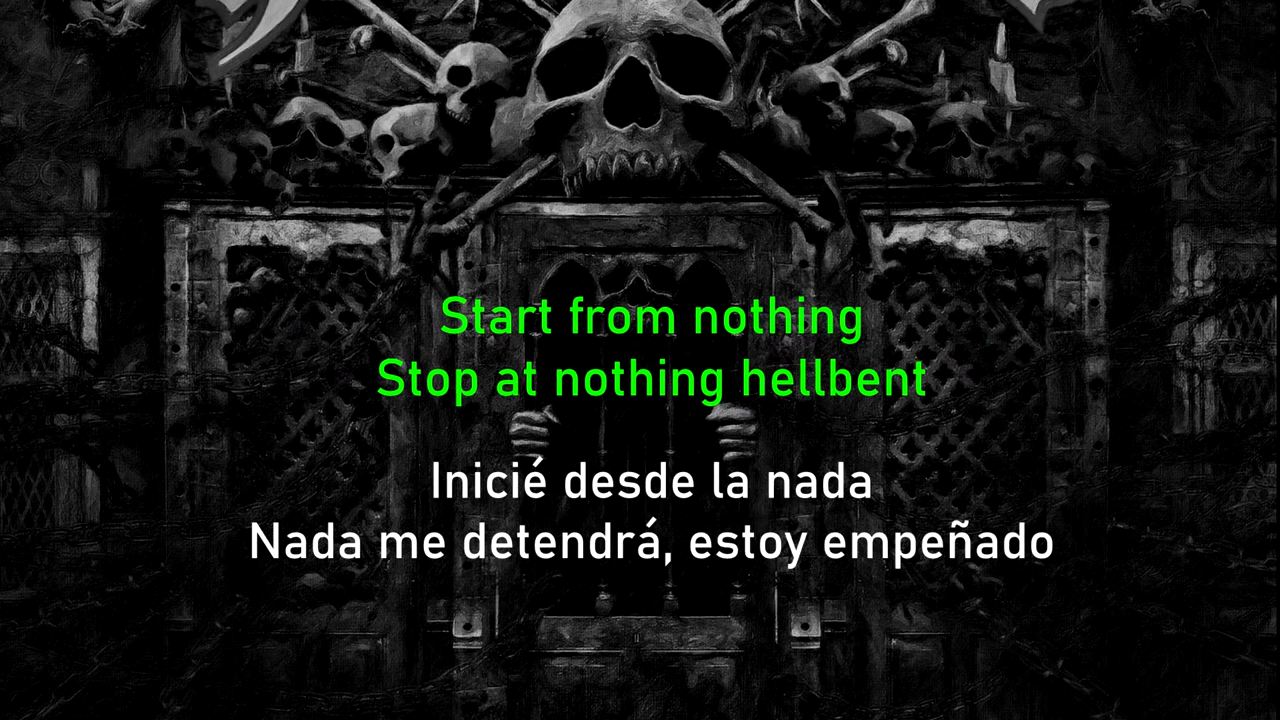 Start from nothing
Stop at nothing hellbent
Inicié desde la nada
Nada me detendrá, estoy empeñado